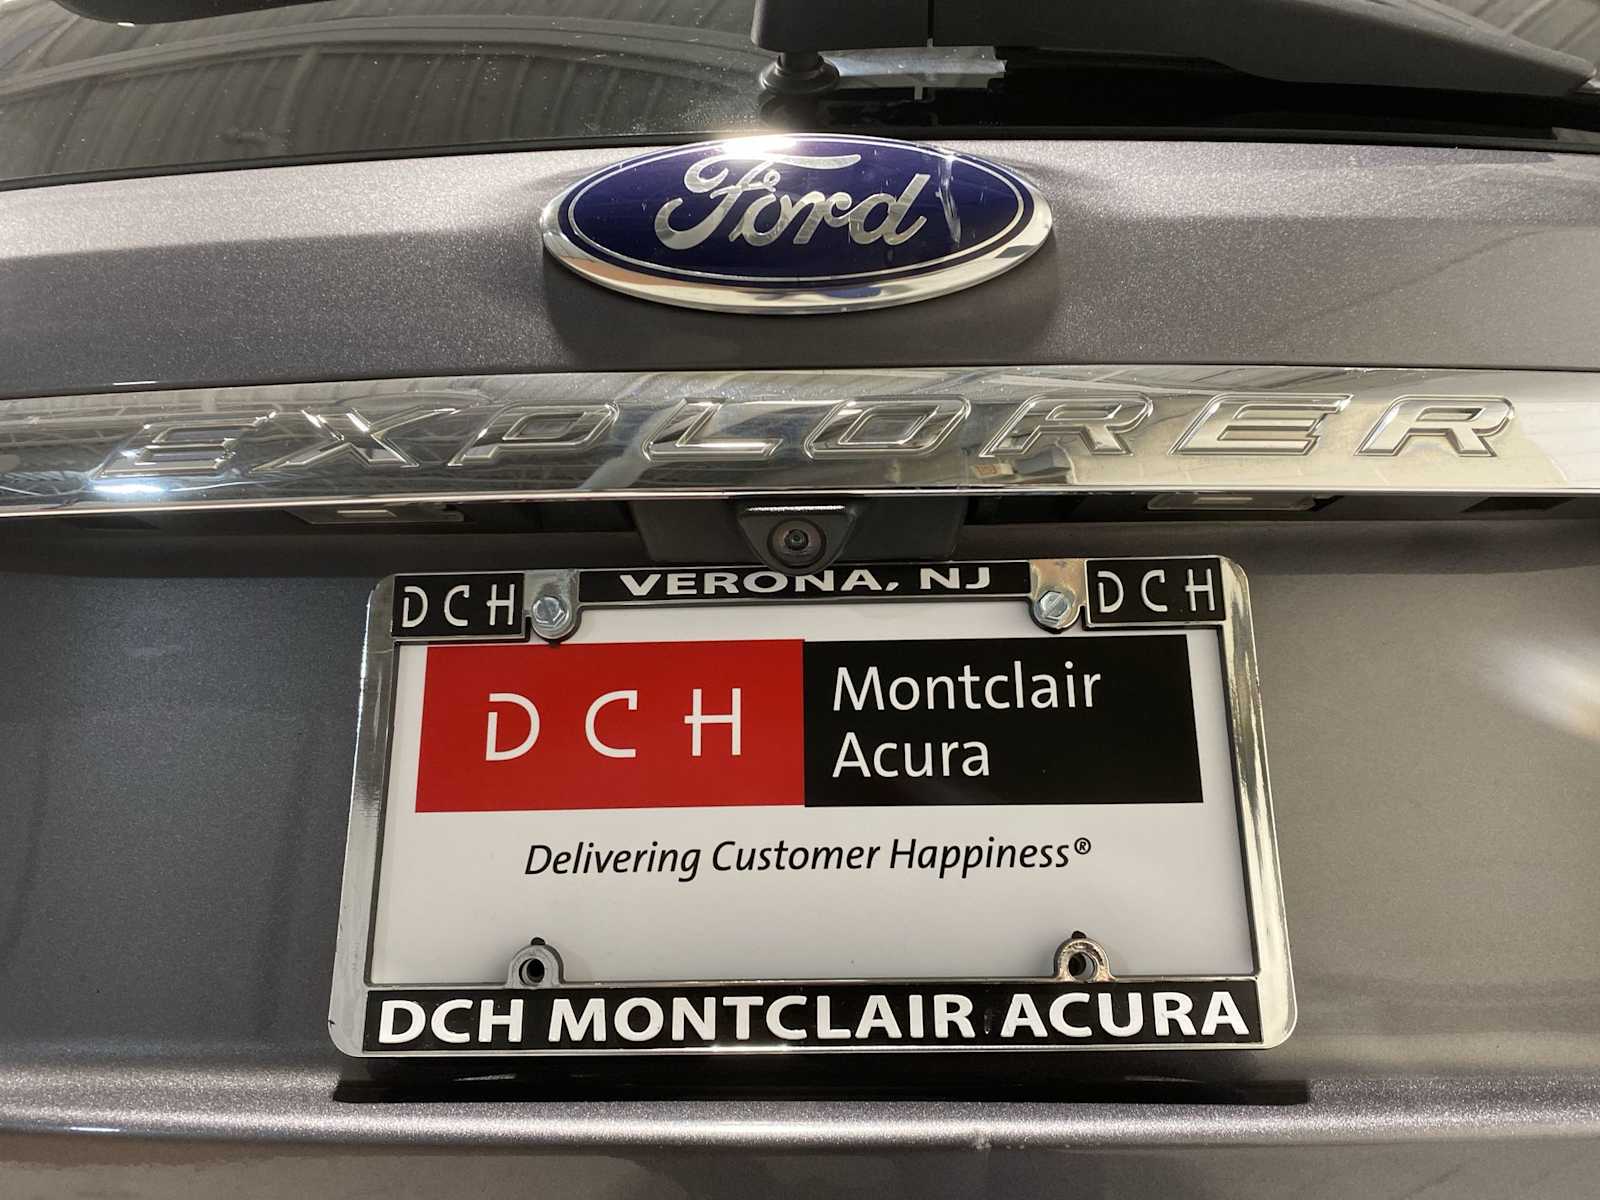 Ford
EXPLORER
DCH VERONA, NJ DCH
DCH
Montclair
Acura
Delivering Customer Happiness®
DCH MONTCLAIR ACURA